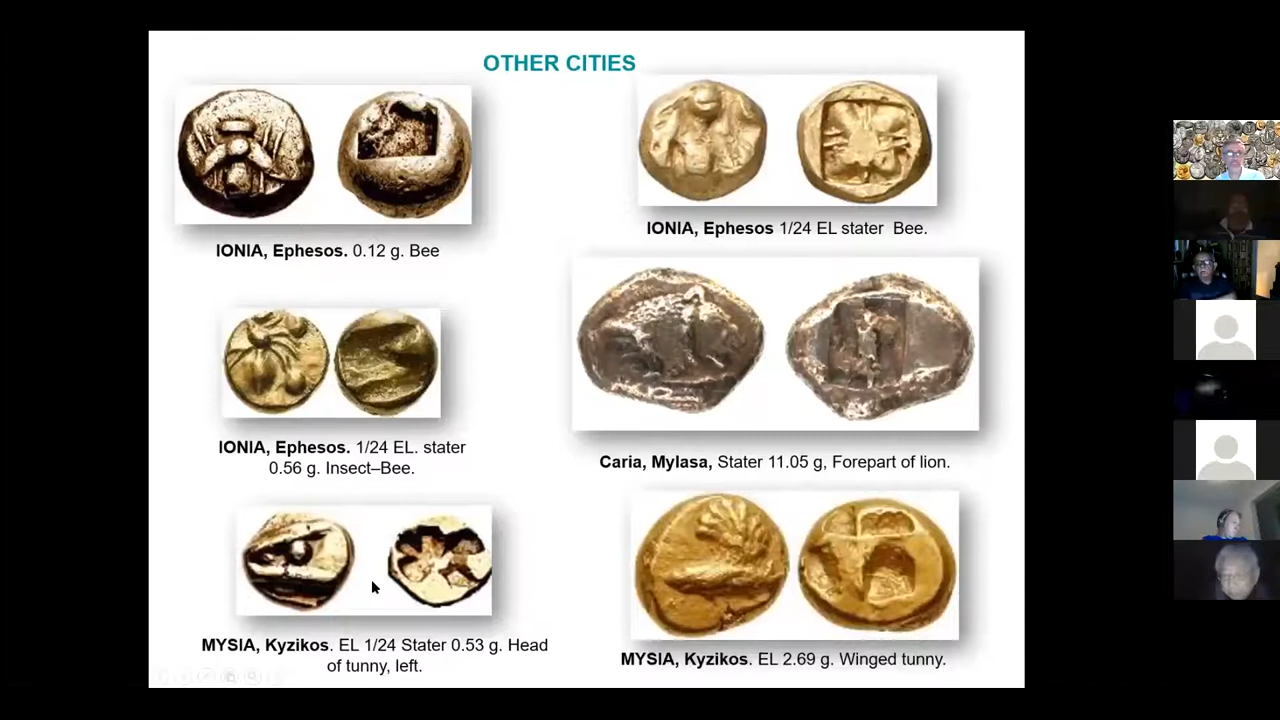 OTHER CITIES
IONIA, Ephesos. 0.12 g. Bee
IONIA, Ephesos 1/24 EL stater  Bee.
IONIA, Ephesos. 1/24 EL. stater
0.56 g. Insect–Bee.
Caria, Mylasa, Stater 11.05 g, Forepart of lion.
MYSIA, Kyzikos. EL 1/24 Stater 0.53 g. Head
of tunny, left.
MYSIA, Kyzikos. EL 2.69 g. Winged tunny.